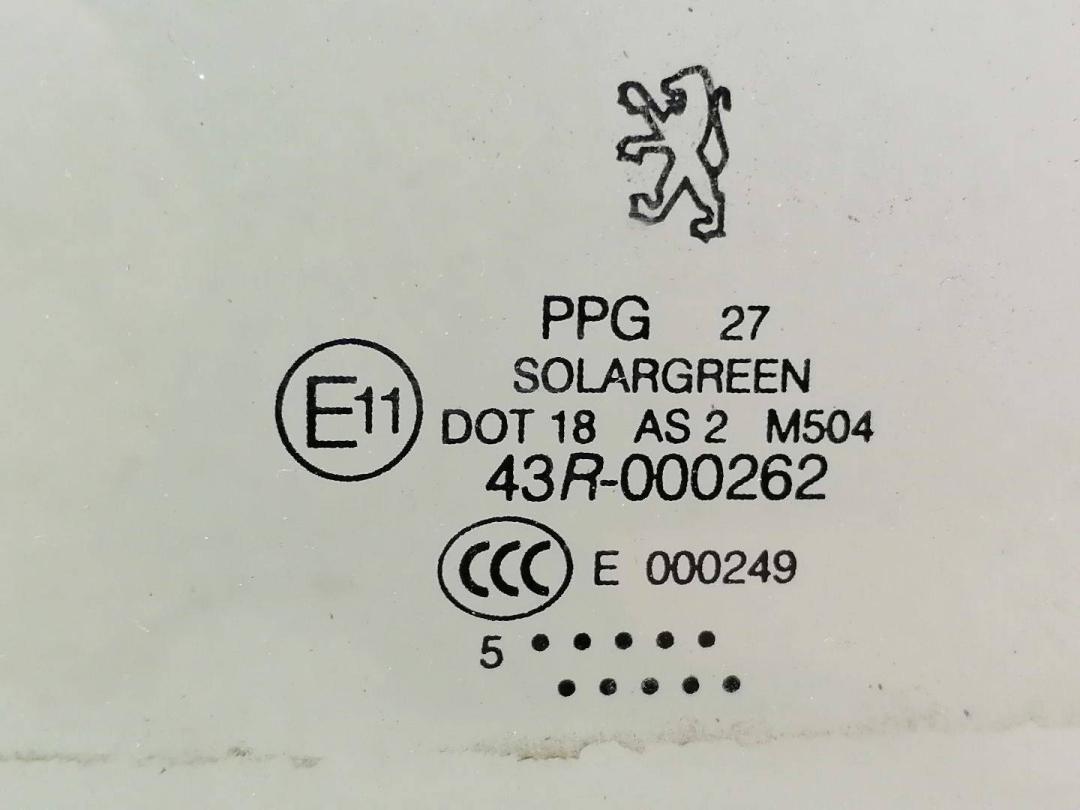 PPG 27
SOLARGREEN
E11
DOT 18 AS 2 M504
43R-000262
CCC E 000249
5 • • • • •
• • • • •